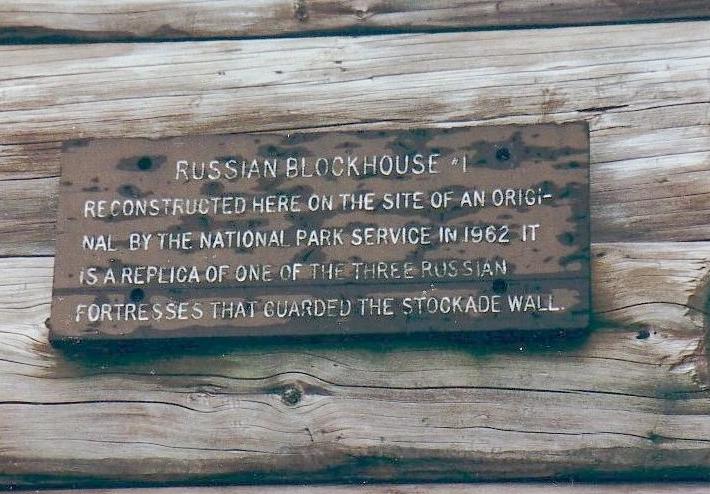 RUSSIAN BLOCKHOUSE #1
RECONSTRUCTED HERE ON THE SITE OF AN ORIGI-
NAL BY THE NATIONAL PARK SERVICE IN 1962 IT
IS A REPLICA OF ONE OF THE THREE RUSSIAN
FORTRESSES THAT GUARDED THE STOCKADE WALL.